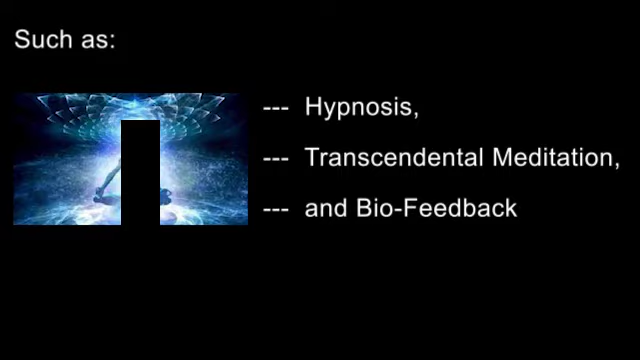 Such as:
--- Hypnosis,
--- Transcendental Meditation,
--- and Bio-Feedback